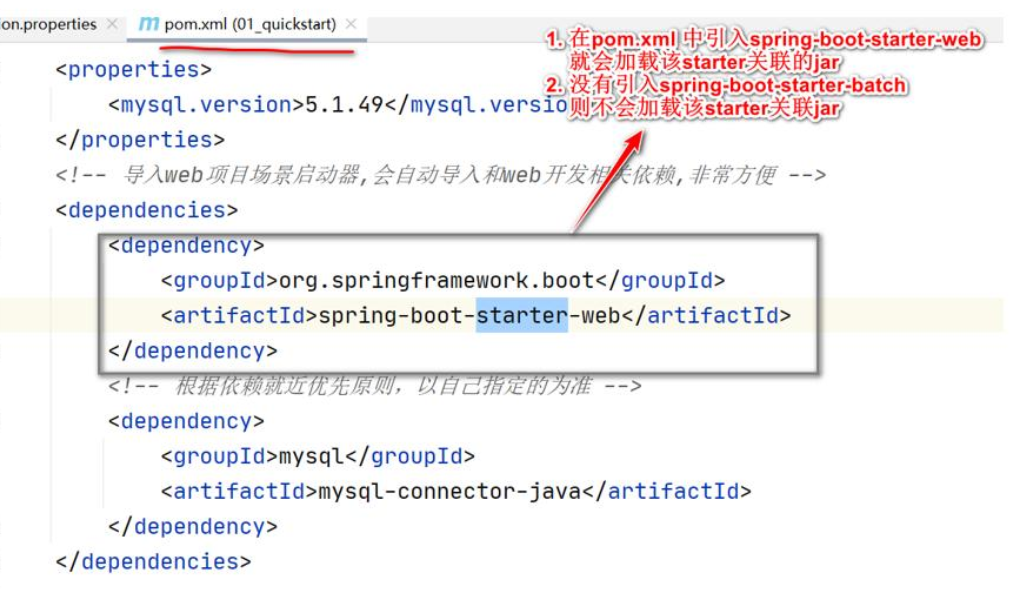 ion.properties × m pom.xml (01_quickstart) ×
1. 在pom.xml 中引入spring-boot-starter-web
就会加载该starter关联的jar
2. 没有引入spring-boot-starter-batch
则不会加载该starter关联jar
<properties>
<mysql.version>5.1.49</mysql.versio
</properties>
<!-- 导入web项目场景启动器,会自动导入和web开发相关依赖,非常方便 -->
<dependencies>
<dependency>
<groupId>org.springframework.boot</groupId>
<artifactId>spring-boot-starter-web</artifactId>
</dependency>
<!-- 根据依赖就近优先原则，以自己指定的为准 -->
<dependency>
<groupId>mysql</groupId>
<artifactId>mysql-connector-java</artifactId>
</dependency>
</dependencies>